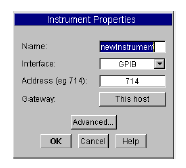 Instrument Properties
Name: newInstrument
Interface: GPIB
Address (eg 714): 714
Gateway: This host
Advanced...
OK Cancel Help